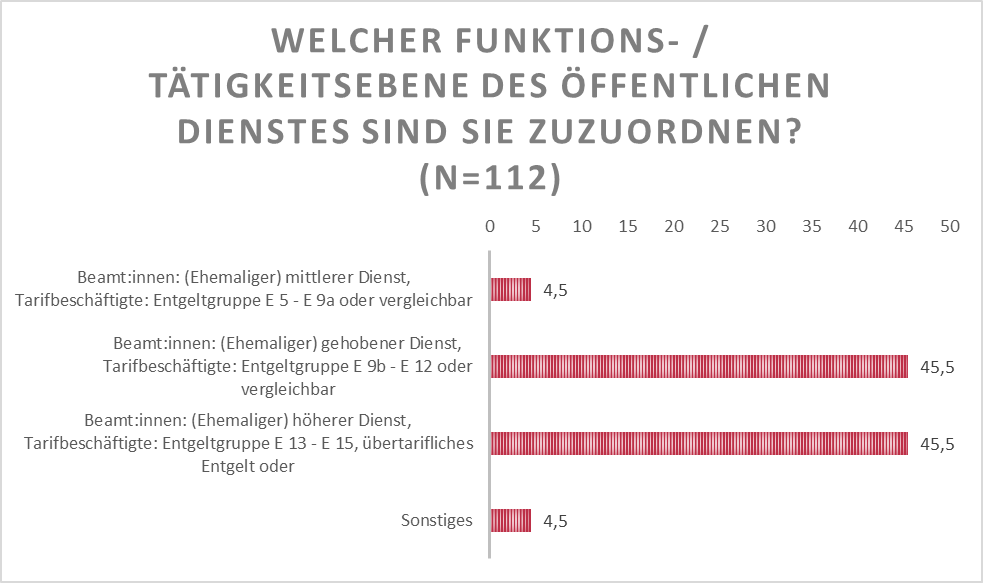 WELCHER FUNKTIONS- /
TÄTIGKEITSEBENE DES ÖFFENTLICHEN
DIENSTES SIND SIE ZUZUORDNEN?
(N=112)
0 5 10 15 20 25 30 35 40 45 50
Beamt:innen: (Ehemaliger) mittlerer Dienst,
Tarifbeschäftigte: Entgeltgruppe E 5 - E 9a oder vergleichbar
4,5
Beamt:innen: (Ehemaliger) gehobener Dienst,
Tarifbeschäftigte: Entgeltgruppe E 9b - E 12 oder
vergleichbar
45,5
Beamt:innen: (Ehemaliger) höherer Dienst,
Tarifbeschäftigte: Entgeltgruppe E 13 - E 15, übertarifliches
Entgelt oder
45,5
Sonstiges
4,5